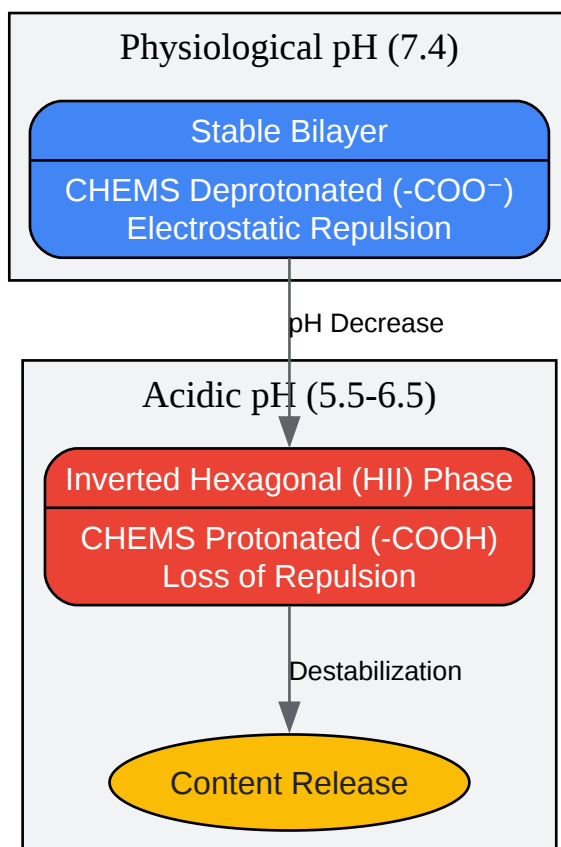 Physiological pH (7.4)
Stable Bilayer
CHEMS Deprotonated (-COO⁻)
Electrostatic Repulsion
pH Decrease
Acidic pH (5.5-6.5)
Inverted Hexagonal (HII) Phase
CHEMS Protonated (-COOH)
Loss of Repulsion
Destabilization
Content Release